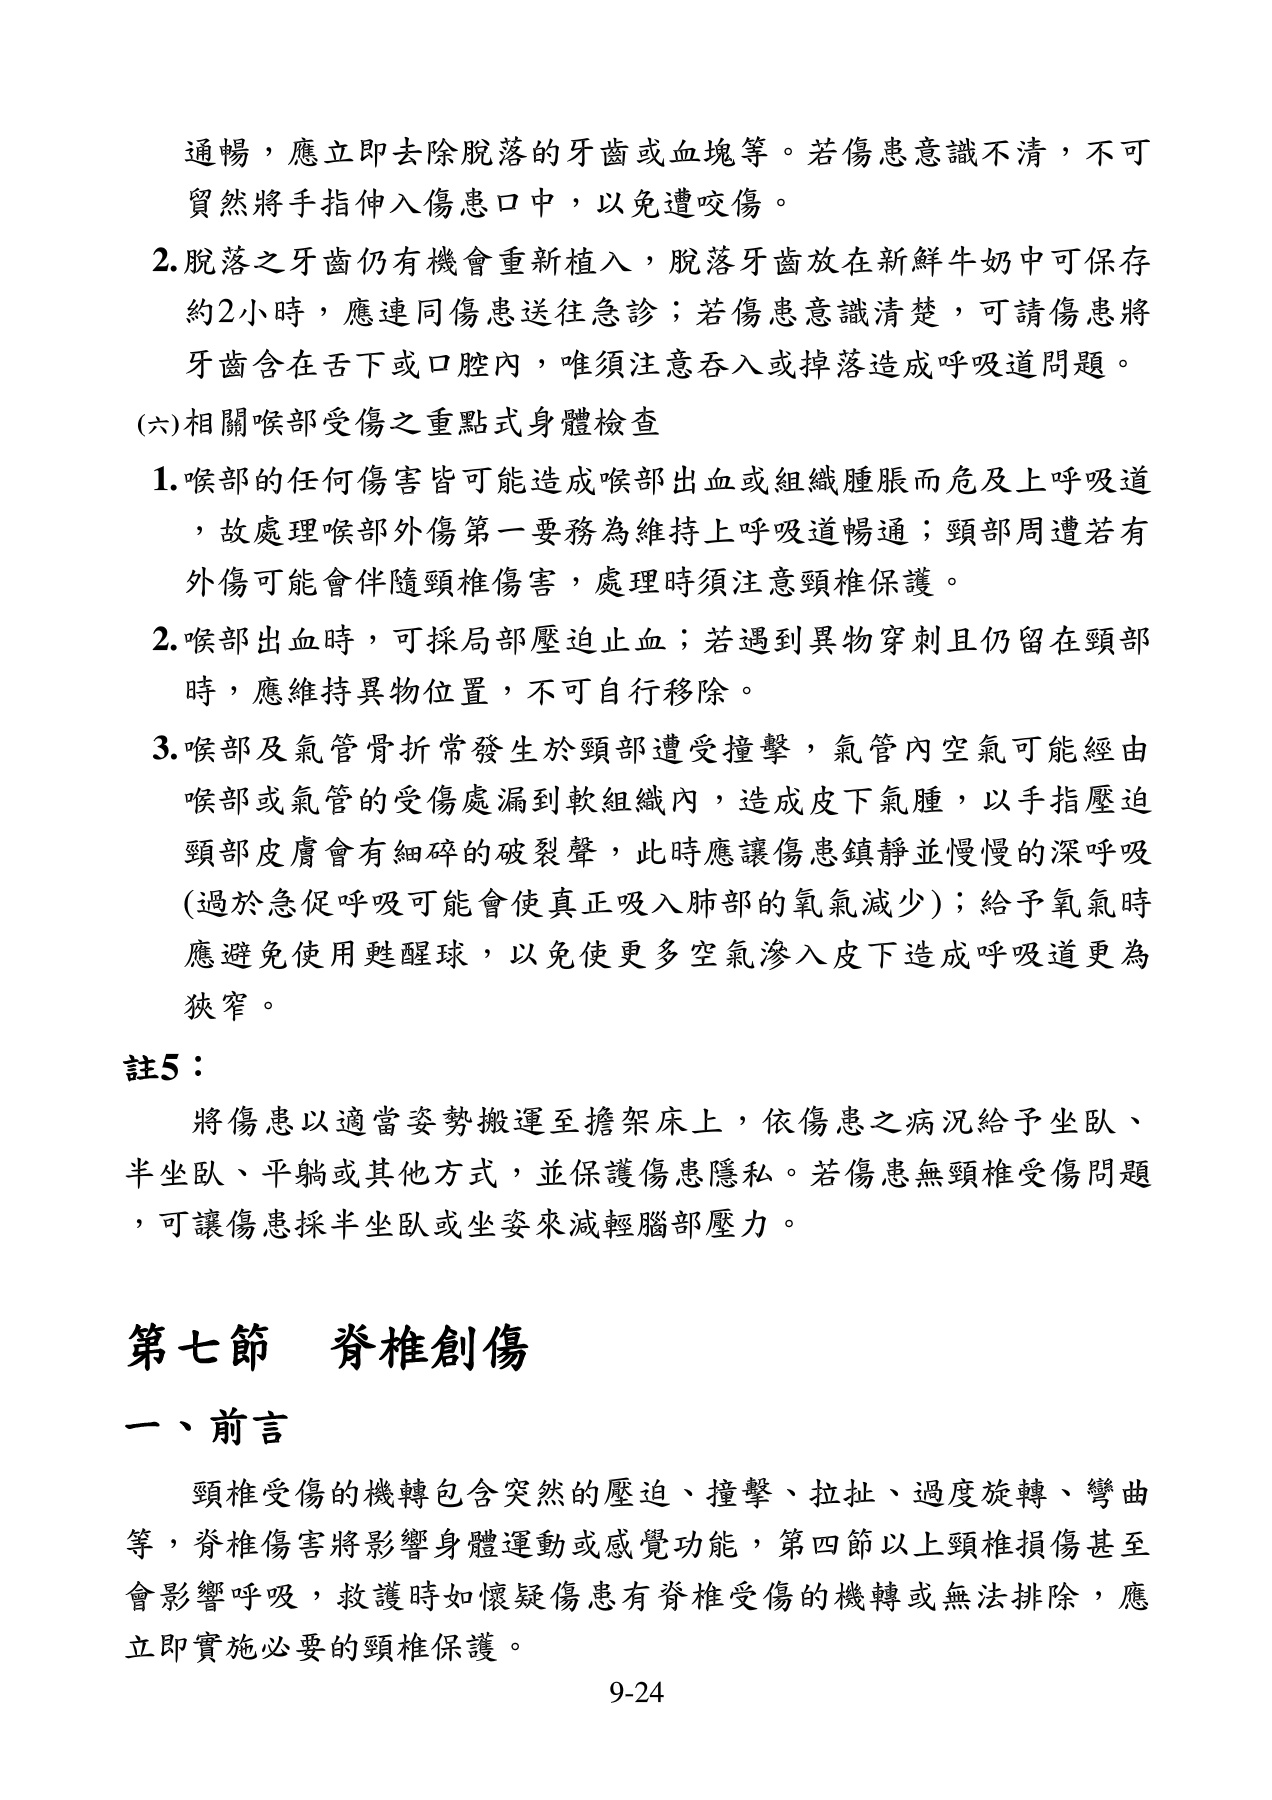 通暢，應立即去除脫落的牙齒或血塊等。若傷患意識不清，不可
貿然將手指伸入傷患口中，以免遭咬傷。
2.脫落之牙齒仍有機會重新植入，脫落牙齒放在新鮮牛奶中可保存
約2小時，應連同傷患送往急診；若傷患意識清楚，可請傷患將
牙齒含在舌下或口腔內，唯須注意吞入或掉落造成呼吸道問題。
(六)相關喉部受傷之重點式身體檢查
1.喉部的任何傷害皆可能造成喉部出血或組織腫脹而危及上呼吸道
，故處理喉部外傷第一要務為維持上呼吸道暢通；頸部周遭若有
外傷可能會伴隨頸椎傷害，處理時須注意頸椎保護。
2.喉部出血時，可採局部壓迫止血；若遇到異物穿刺且仍留在頸部
時，應維持異物位置，不可自行移除。
3.喉部及氣管骨折常發生於頸部遭受撞擊，氣管內空氣可能經由
喉部或氣管的受傷處漏到軟組織內，造成皮下氣腫，以手指壓迫
頸部皮膚會有細碎的破裂聲，此時應讓傷患鎮靜並慢慢的深呼吸
(過於急促呼吸可能會使真正吸入肺部的氧氣減少)；給予氧氣時
應避免使用甦醒球，以免使更多空氣滲入皮下造成呼吸道更為
狹窄。
註5：
將傷患以適當姿勢搬運至擔架床上，依傷患之病況給予坐臥、
半坐臥、平躺或其他方式，並保護傷患隱私。若傷患無頸椎受傷問題
，可讓傷患採半坐臥或坐姿來減輕腦部壓力。
第七節　脊椎創傷
一、前言
頸椎受傷的機轉包含突然的壓迫、撞擊、拉扯、過度旋轉、彎曲
等，脊椎傷害將影響身體運動或感覺功能，第四節以上頸椎損傷甚至
會影響呼吸，救護時如懷疑傷患有脊椎受傷的機轉或無法排除，應
立即實施必要的頸椎保護。
9-24